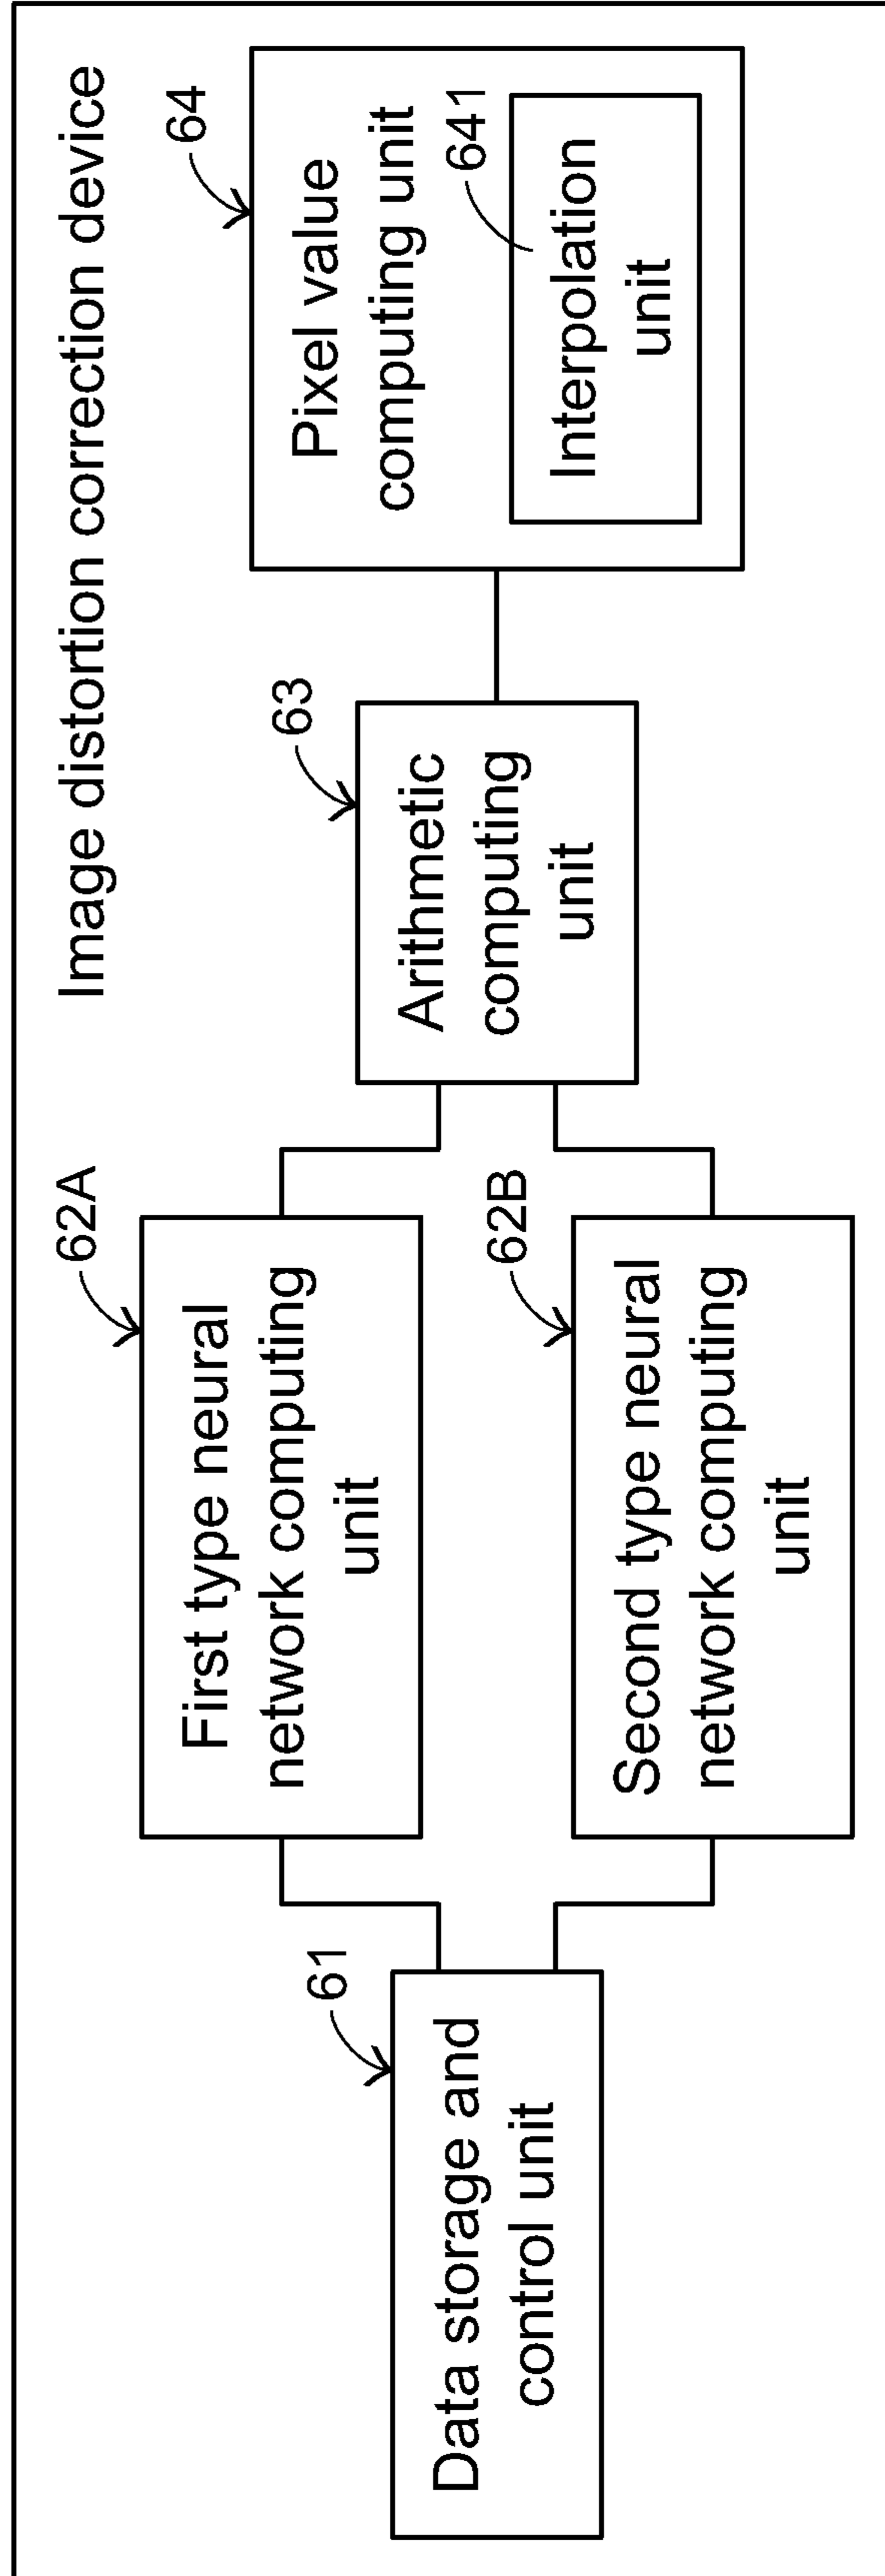 Image distortion correction device
61
Data storage and
control unit
62A
First type neural
network computing
unit
62B
Second type neural
network computing
unit
63
Arithmetic
computing
unit
64
Pixel value
computing unit
641
Interpolation
unit